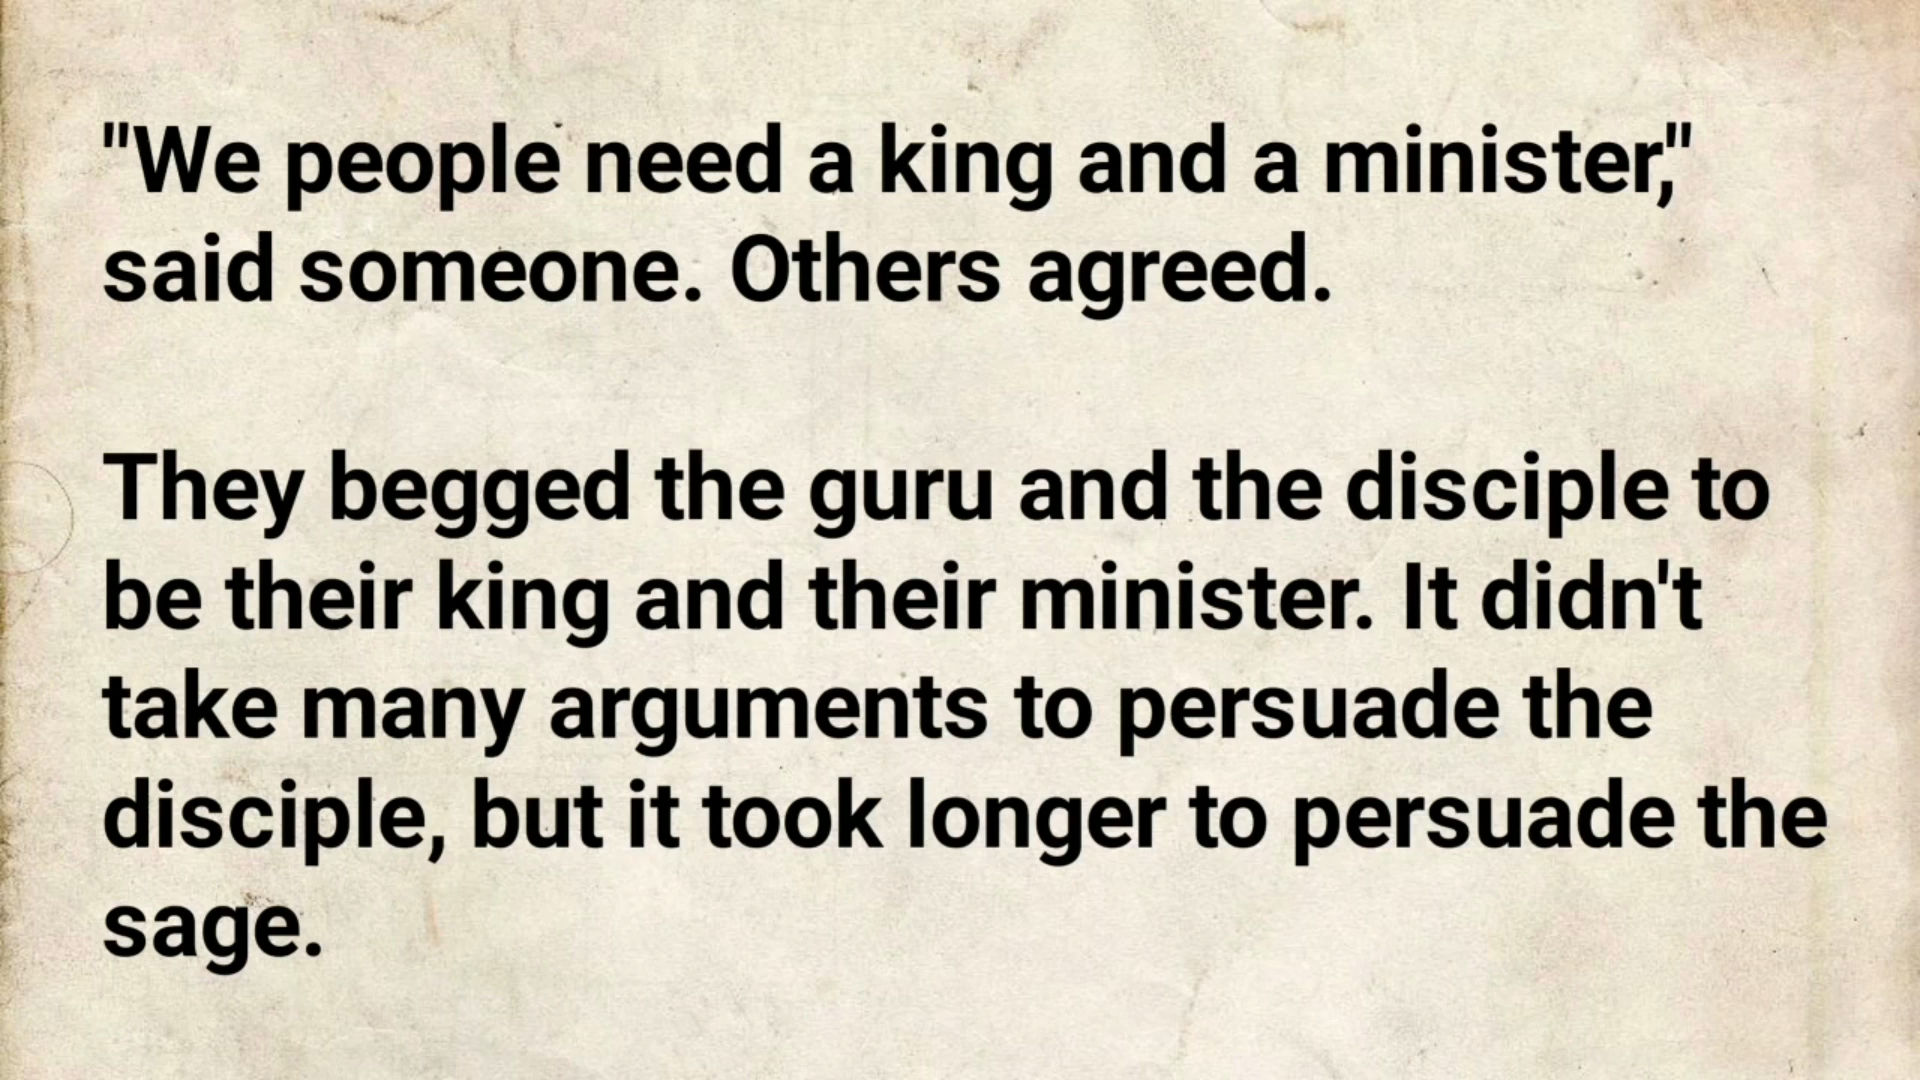 "We people need a king and a minister,"
said someone. Others agreed.
They begged the guru and the disciple to
be their king and their minister. It didn't
take many arguments to persuade the
disciple, but it took longer to persuade the
sage.